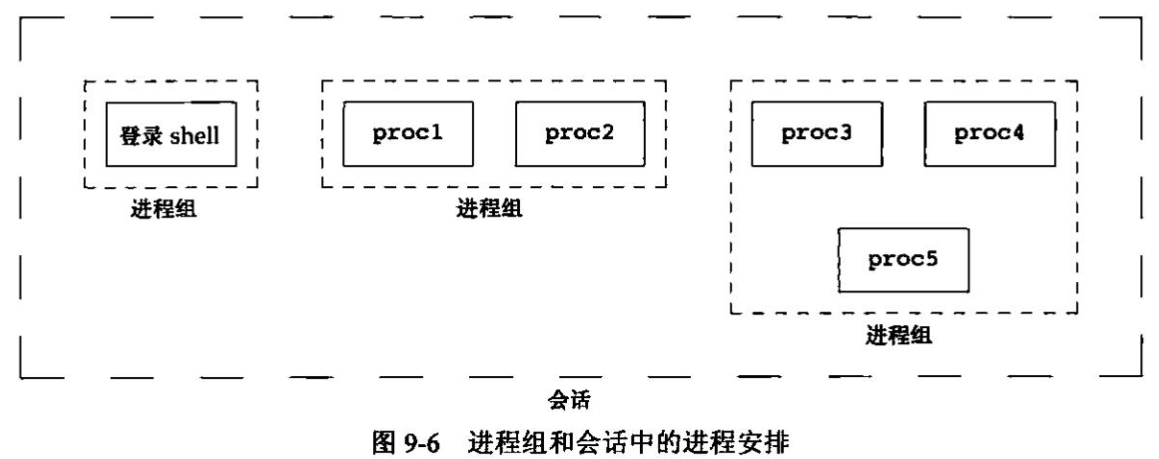 登录 shell
proc1
proc2
proc3
proc4
进程组
进程组
proc5
进程组
会话
图 9-6 进程组和会话中的进程安排